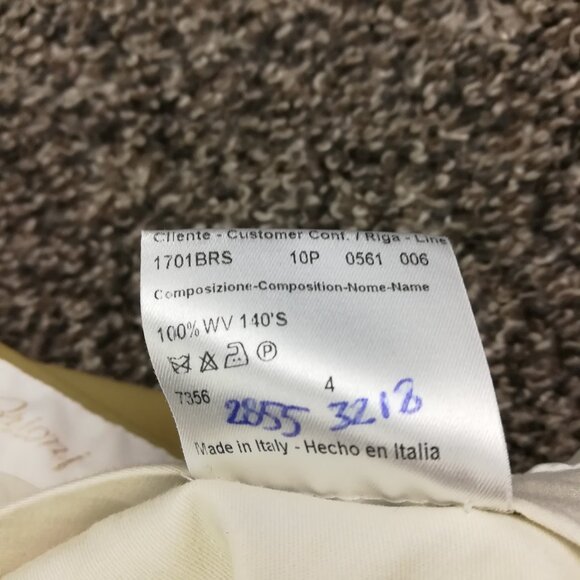 Cliente - Customer Conf. / Riga - Line
1701BRS 10P 0561 006
Composizione-Composition-Nome-Name
100% WV 140'S
P
7356 4
2855 3218
Made in Italy - Hecho en Italia
Brioni